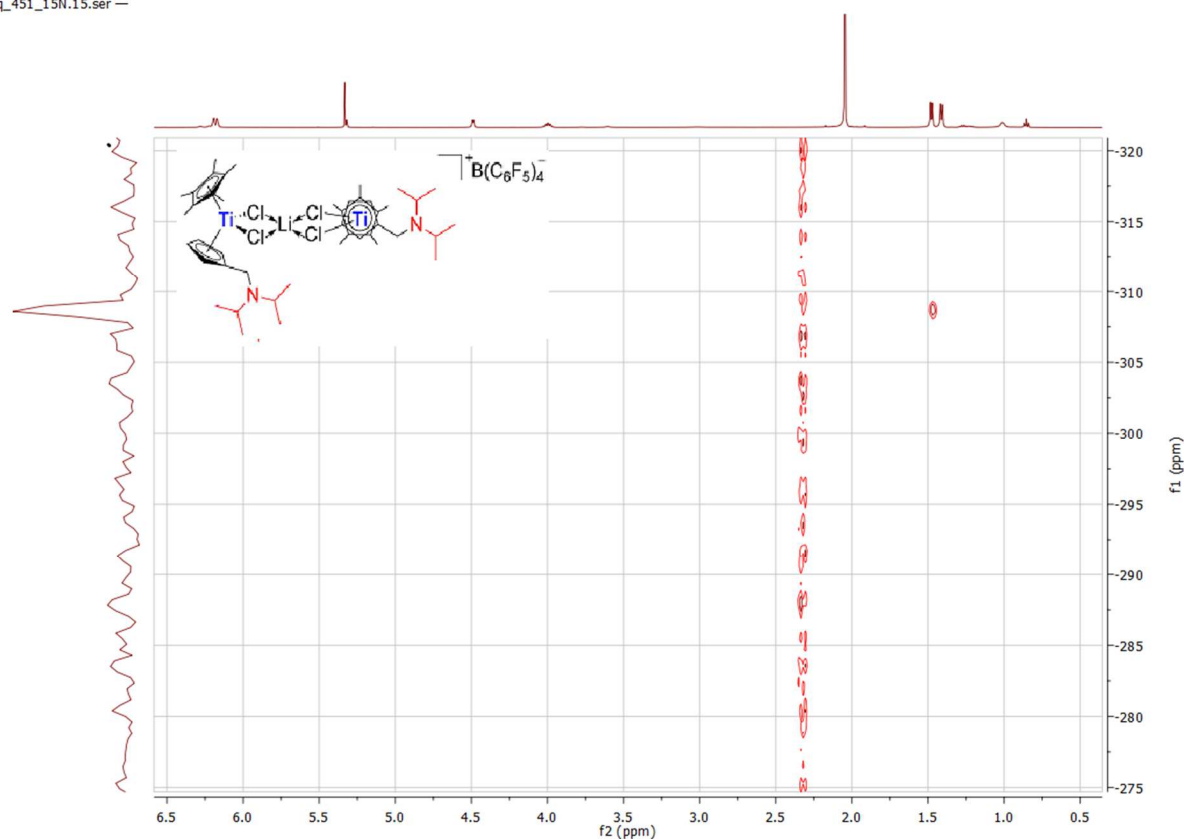 q_451_15N.15.ser —
+B(C6F5)4-
Ti Cl Li Cl Ti N
Cl Cl
N
-320
-315
-310
-305
-300
-295
-290
-285
-280
-275
f1 (ppm)
6.5 6.0 5.5 5.0 4.5 4.0 3.5 3.0 2.5 2.0 1.5 1.0 0.5
f2 (ppm)